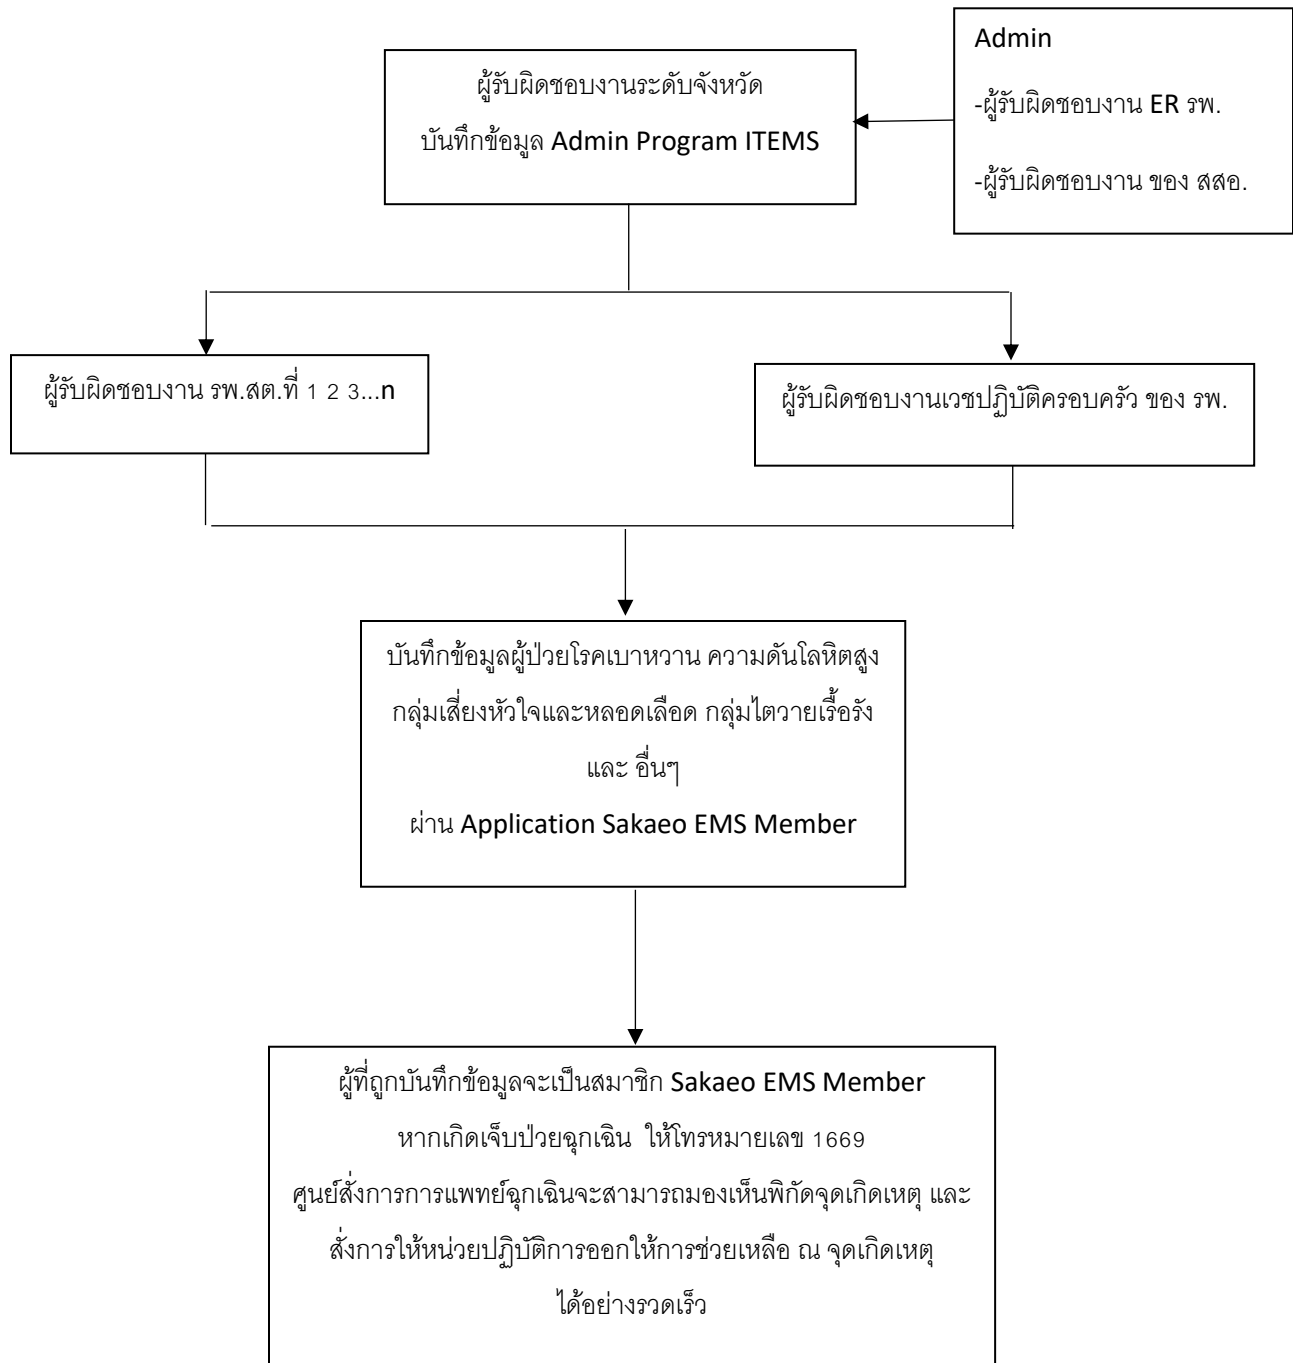 ผู้รับผิดชอบงานระดับจังหวัด
บันทึกข้อมูล Admin Program ITEMS
Admin
-ผู้รับผิดชอบงาน ER รพ.
-ผู้รับผิดชอบงาน ของ สสอ.
ผู้รับผิดชอบงาน รพ.สต.ที่ 1 2 3...n
ผู้รับผิดชอบงานเวชปฏิบัติครอบครัว ของ รพ.
บันทึกข้อมูลผู้ป่วยโรคเบาหวาน ความดันโลหิตสูง
กลุ่มเสี่ยงหัวใจและหลอดเลือด กลุ่มไตวายเรื้อรัง
และ อื่นๆ
ผ่าน Application Sakaeo EMS Member
ผู้ที่ถูกบันทึกข้อมูลจะเป็นสมาชิก Sakaeo EMS Member
หากเกิดเจ็บป่วยฉุกเฉิน ให้โทรหมายเลข 1669
ศูนย์สั่งการการแพทย์ฉุกเฉินจะสามารถมองเห็นพิกัดจุดเกิดเหตุ และ
สั่งการให้หน่วยปฏิบัติการออกให้การช่วยเหลือ ณ จุดเกิดเหตุ
ได้อย่างรวดเร็ว